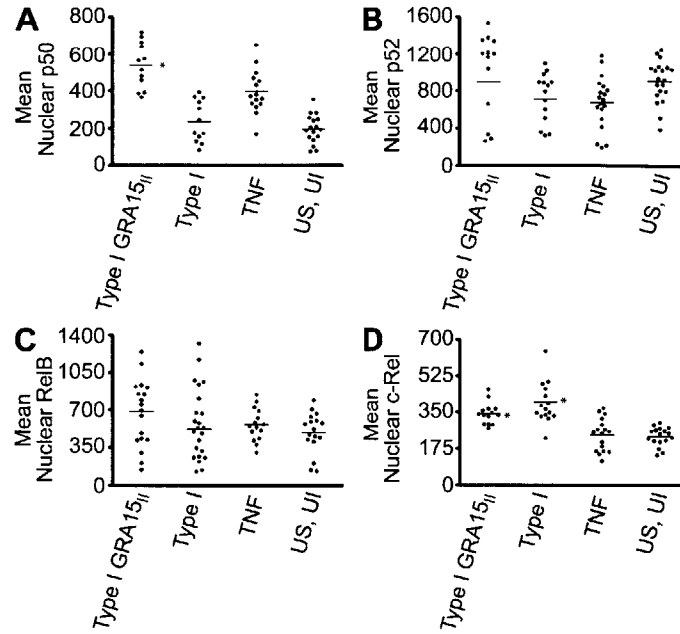 A
Mean
Nuclear p50
800
600
400
200
0
*
Type I GRA15II
Type I
TNF
US, UI
B
Mean
Nuclear p52
1600
1200
800
400
0
Type I GRA15II
Type I
TNF
US, UI
C
Mean
Nuclear RelB
1400
1050
700
350
0
Type I GRA15II
Type I
TNF
US, UI
D
Mean
Nuclear c-Rel
700
525
350
175
0
*
*
Type I GRA15II
Type I
TNF
US, UI